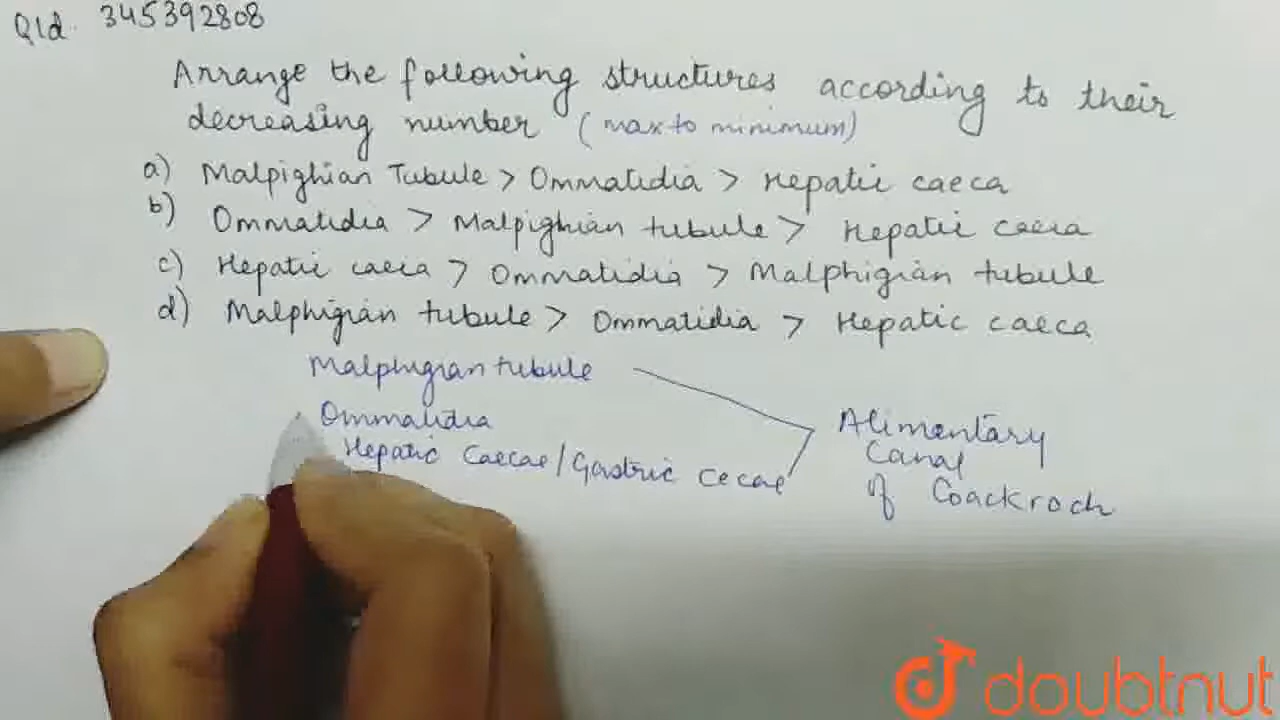 QId. 345392808
Arrange the following structures according to their
decreasing number (max to minimum)
a) Malpighian Tubule > Ommatidia > Hepatic caeca
b) Ommatidia > Malpighian tubule > Hepatic caeca
c) Hepatic caeca > Ommatidia > Malphigian tubule
d) Malphigian tubule > Ommatidia > Hepatic caeca
Malphigian tubule
Ommatidia
Hepatic Caecae/Gastric Cecae
Alimentary
Canal
of Coackroch
doubtnut